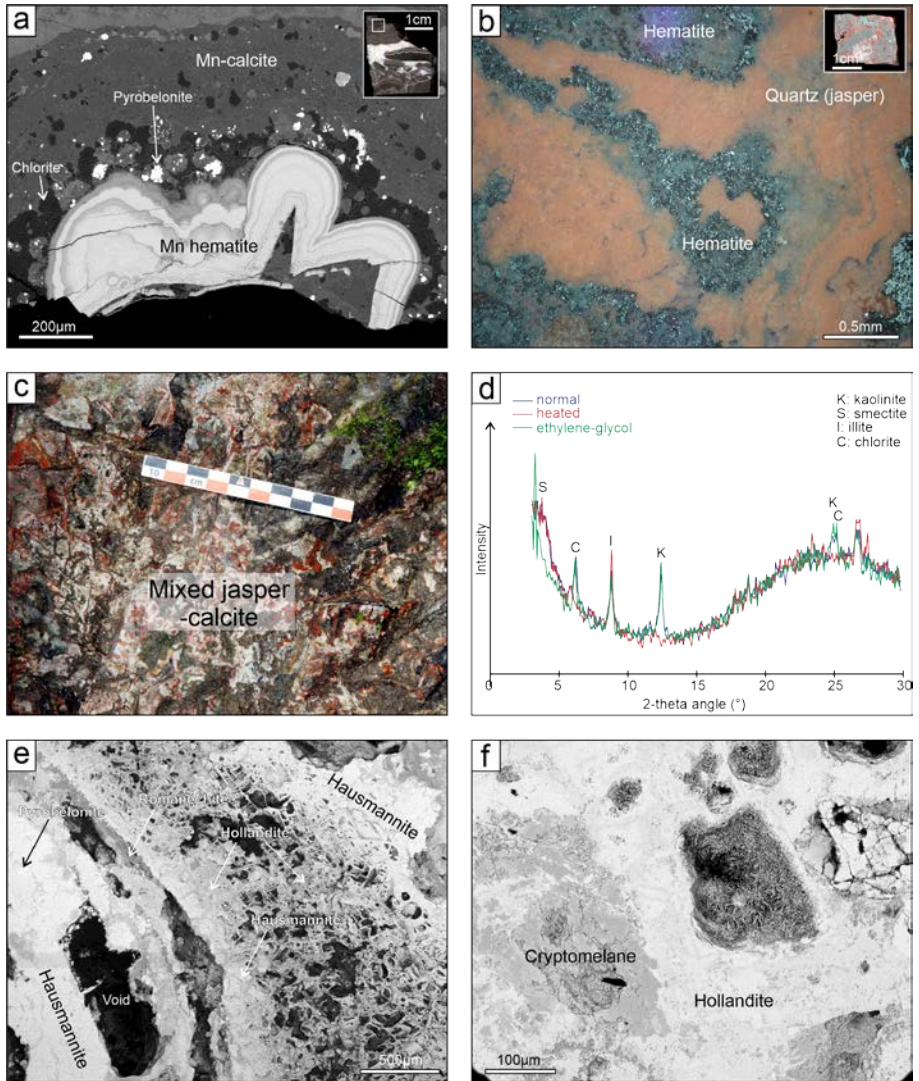 a
1cm
Mn-calcite
Pyrobelonite
Chlorite
Mn hematite
200µm
b
Hematite
1cm
Quartz (jasper)
Hematite
0.5mm
c
10
cm
A
Mixed jasper
-calcite
d
normal
heated
ethylene-glycol
K: kaolinite
S: smectite
I: illite
C: chlorite
Intensity
S
C
I
K
K
C
0
5
10
15
20
25
30
2-theta angle (°)
e
Hausmannite
Pyrobelonite
Romanechite
Hollandite
Hausmannite
Hausmannite
Void
500µm
f
Cryptomelane
Hollandite
100µm